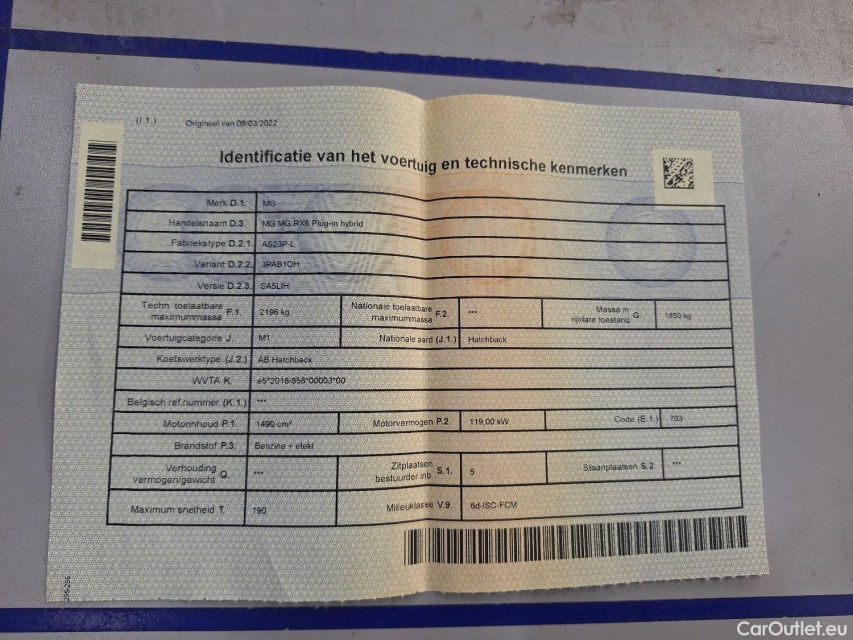 (I.1.) Origineel van 09/03/2022
Identificatie van het voertuig en technische kenmerken
Merk D.1. MG
Handelsnaam D.3. MG MG RX6 Plug-in hybrid
Fabriekstype D.2.1. AS23P-L
Variant D.2.2. 3PAB1OH
Versie D.2.3. SA5LIH
Techn. toelaatbare maximummassa F.1. 2196 kg Nationale toelaatbare maximummassa F.2. *** Massa in rijklare toestand G. 1850 kg
Voertuigcategorie J. M1 Nationale aard (J.1.) Hatchback
Koetswerktype (J.2.) AB Hatchback
WVTA K. e5*2018/858*00003*00
Belgisch ref.nummer (K.1.) ***
Motorinhoud P.1. 1490 cm³ Motorvermogen P.2. 119,00 kW Code (E.1.) 703
Brandstof P.3. Benzine + elekt
Verhouding vermogen/gewicht Q. *** Zitplaatsen bestuurder inb. S.1. 5 Staanplaatsen S.2. ***
Maximum snelheid T. 190 Milieuklasse V.9. 6d-ISC-FCM
CarOutlet.eu